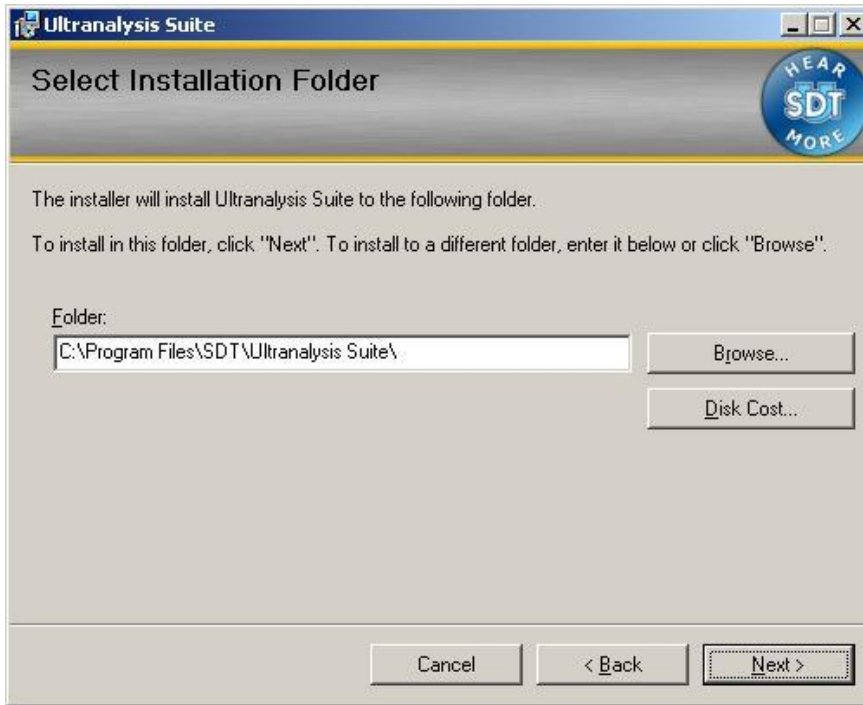 Ultranalysis Suite
Select Installation Folder
HEAR
SDT
MORE
The installer will install Ultranalysis Suite to the following folder.
To install in this folder, click "Next". To install to a different folder, enter it below or click "Browse".
Folder:
C:\Program Files\SDT\Ultranalysis Suite\
Browse...
Disk Cost...
Cancel
< Back
Next >